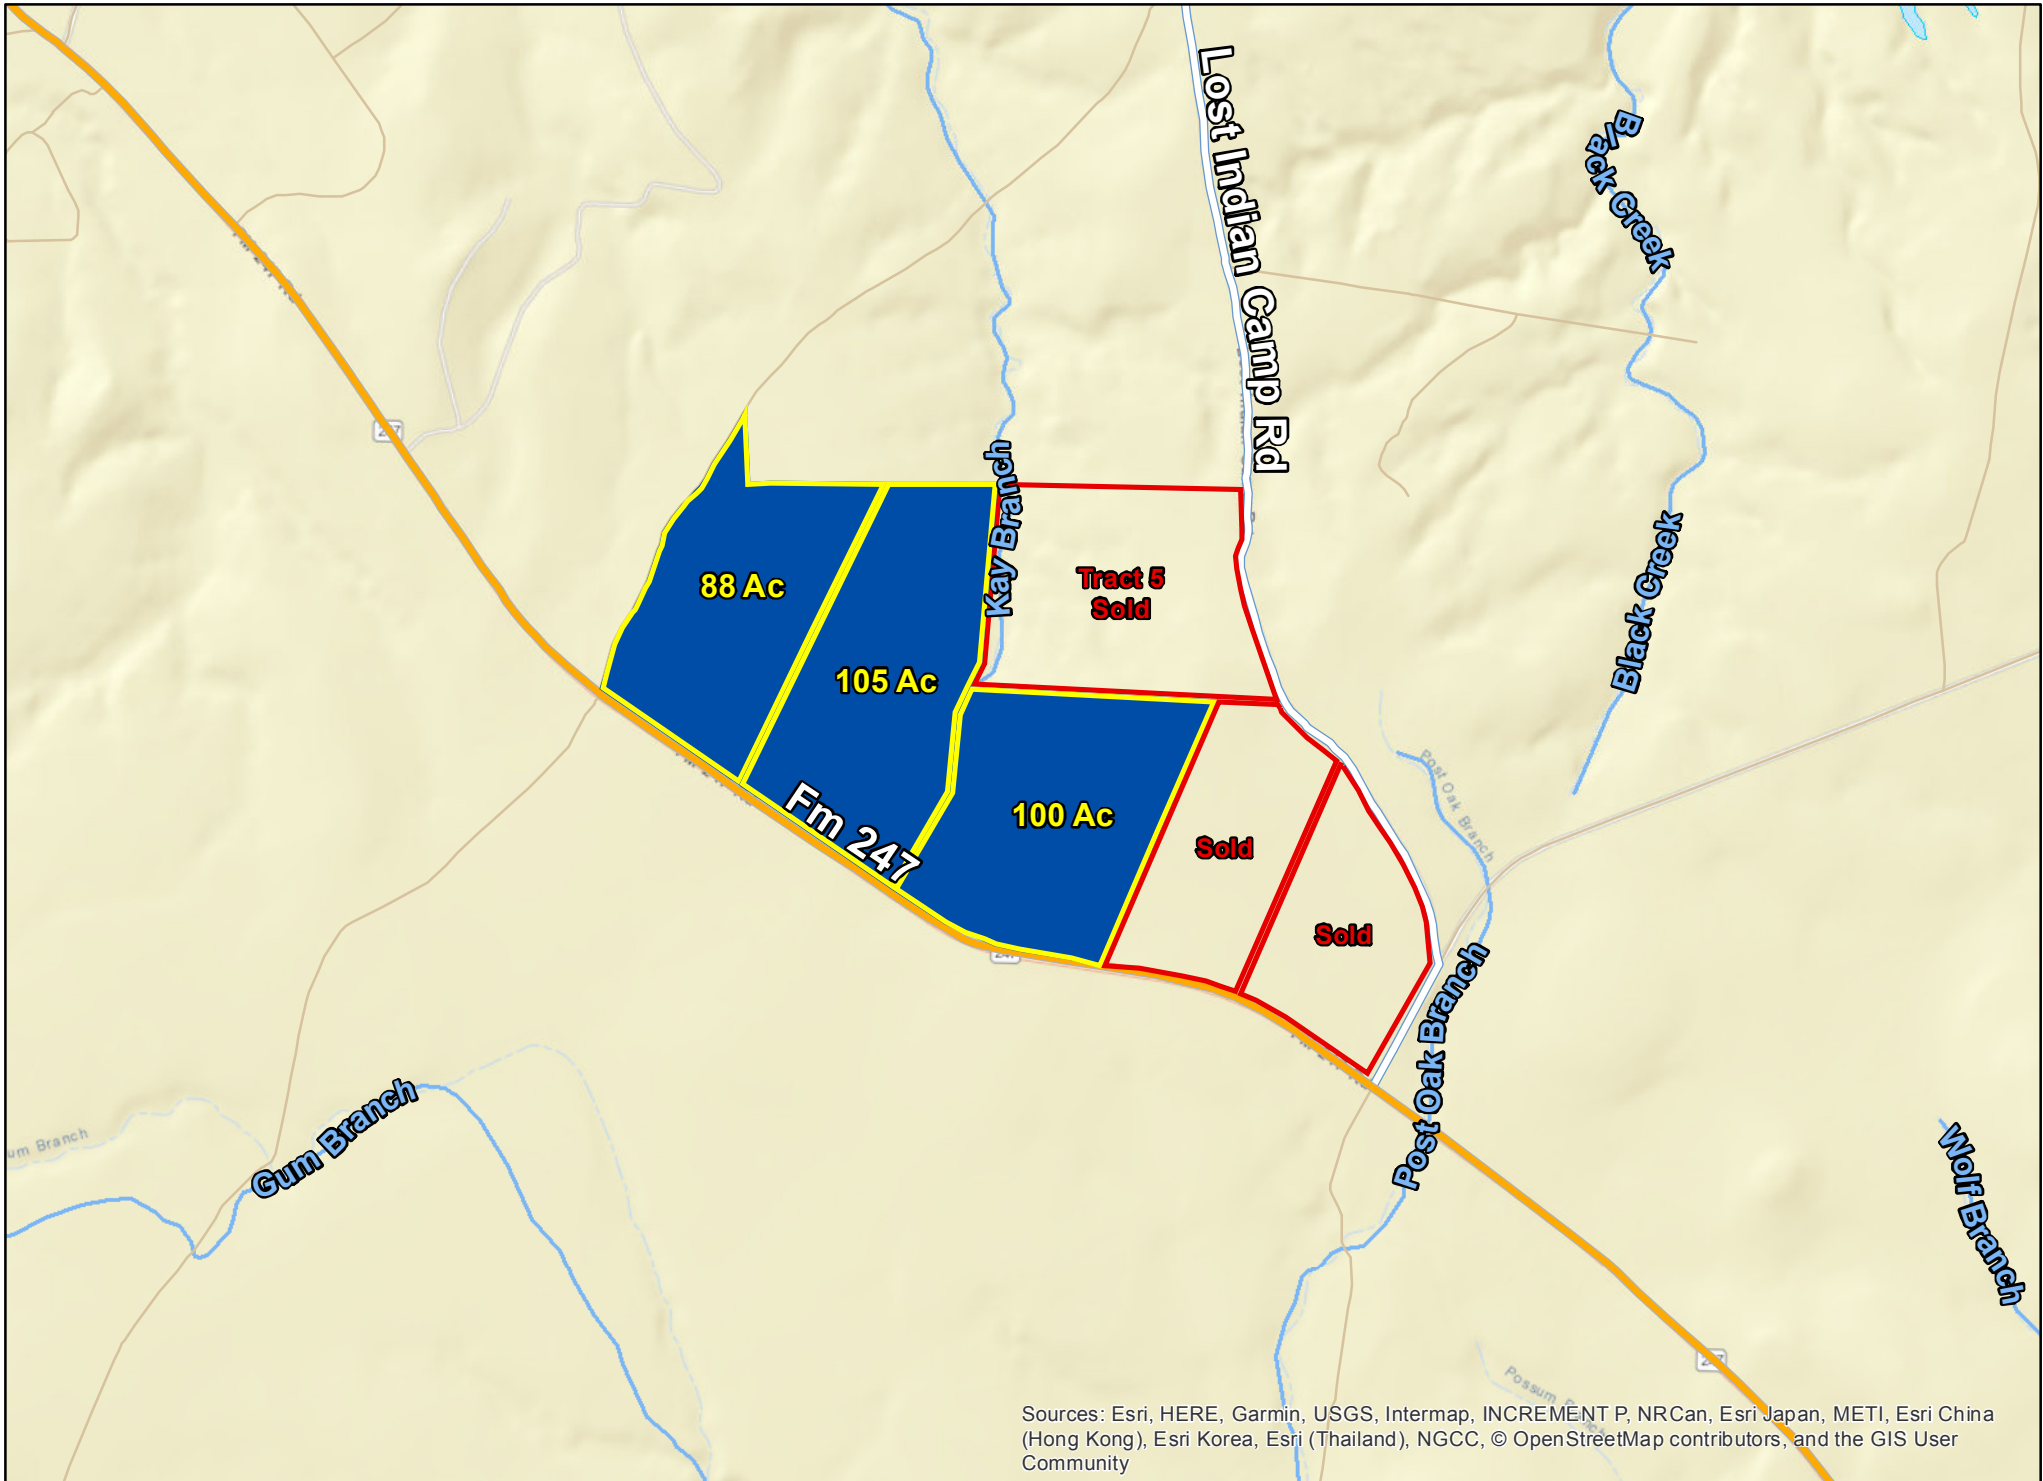 Lost Indian Camp Rd
Black Creek
Kay Branch
Black Creek
88 Ac
Tract 5
Sold
105 Ac
100 Ac
Post Oak Branch
Fm 247
Sold
Sold
247
Post Oak Branch
Gum Branch
um Branch
Wolf Branch
Sources: Esri, HERE, Garmin, USGS, Intermap, INCREMENT P, NRCan, Esri Japan, METI, Esri China
(Hong Kong), Esri Korea, Esri (Thailand), NGCC, © OpenStreetMap contributors, and the GIS User
Community